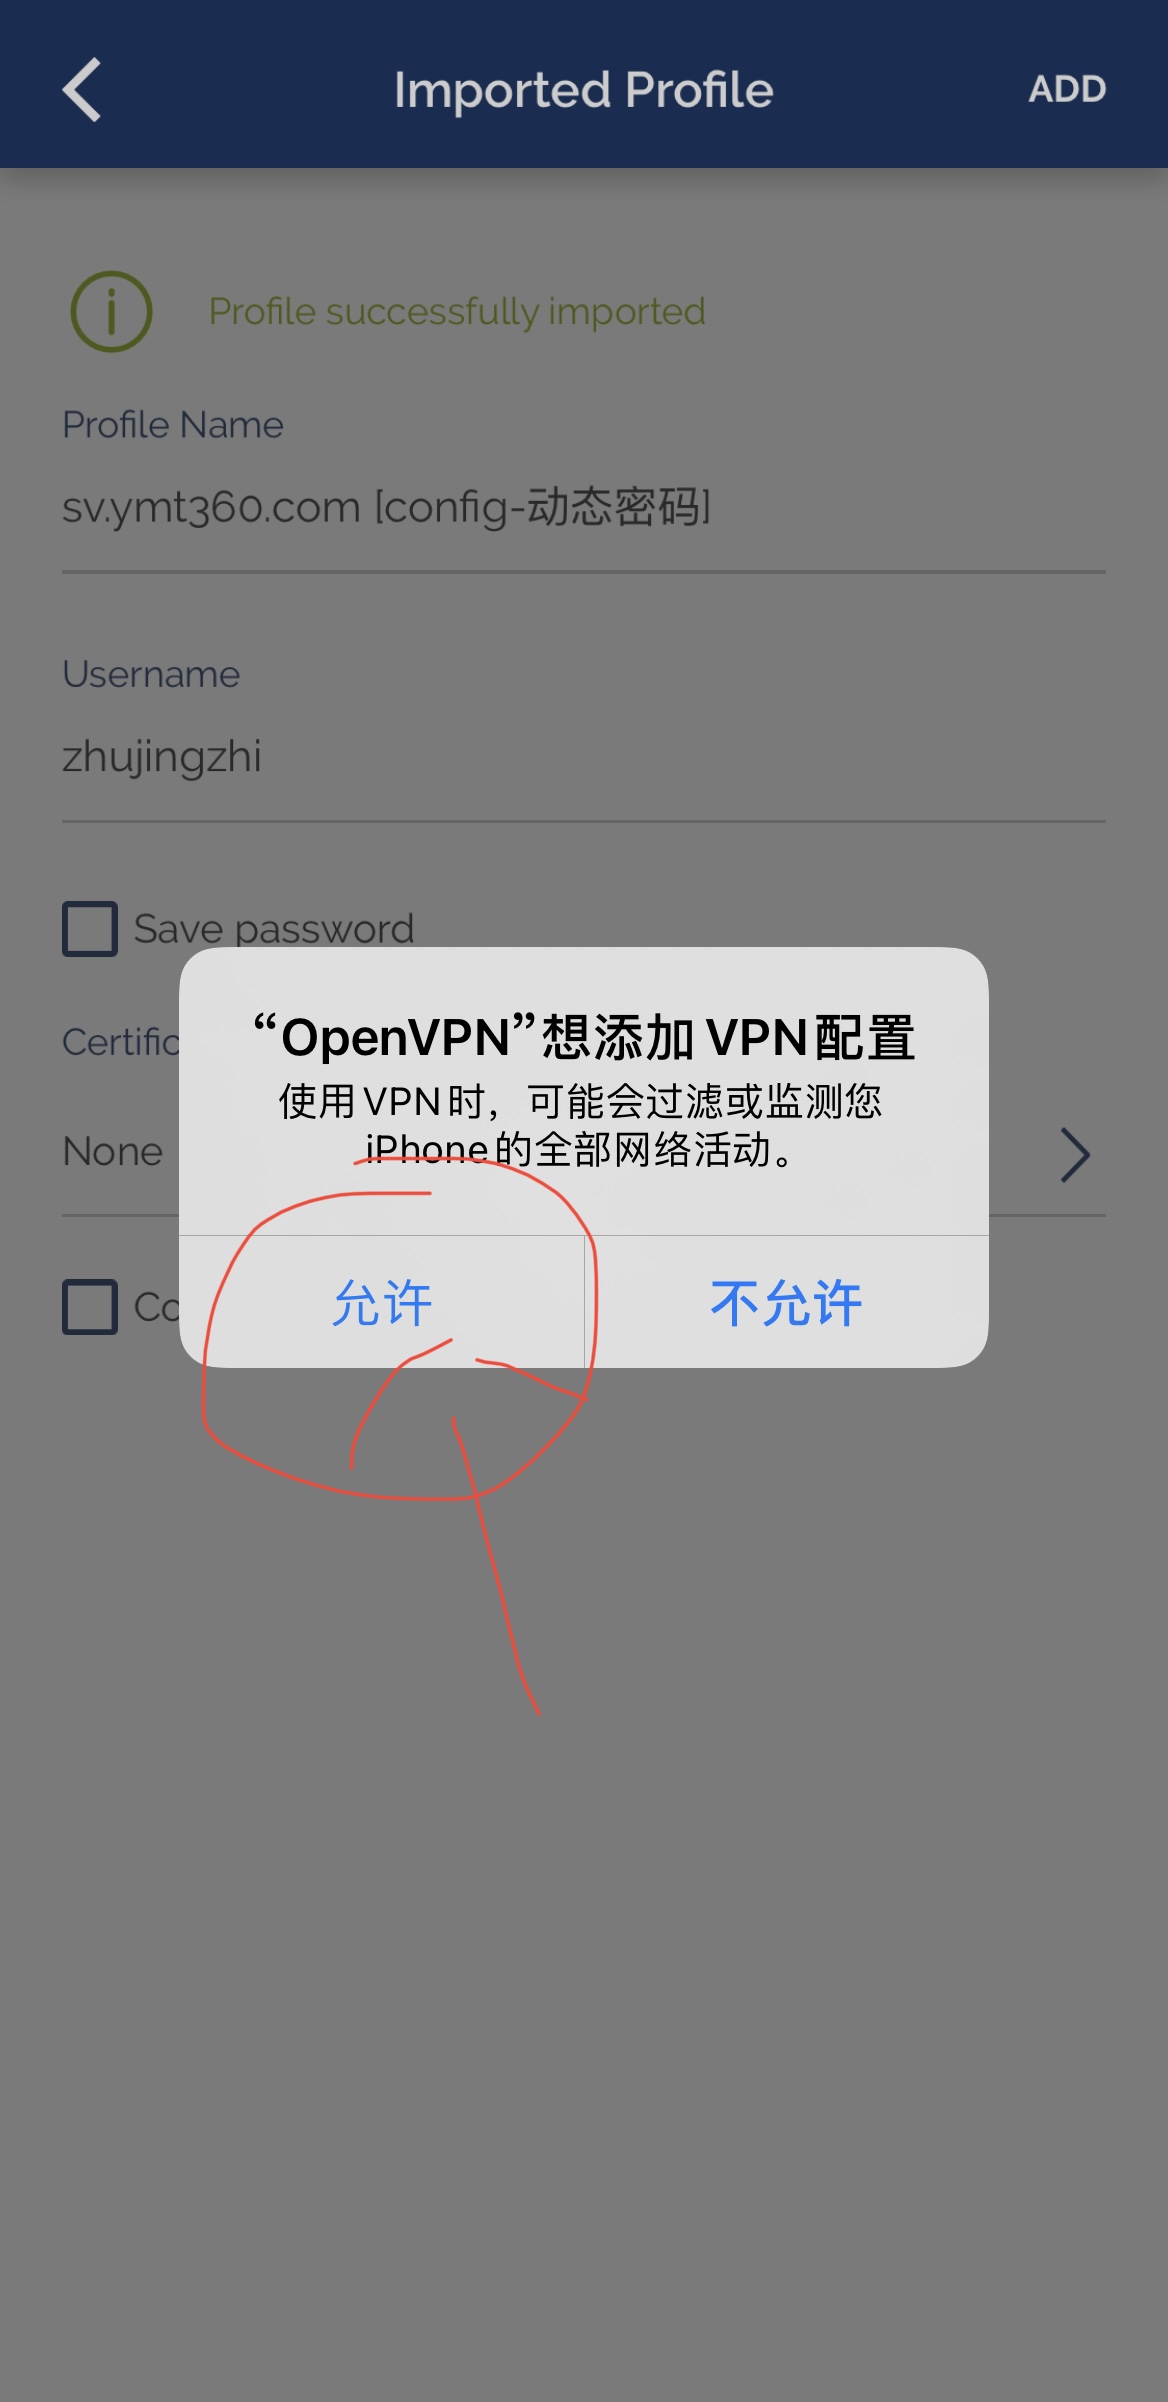 Imported Profile
ADD
Profile successfully imported
Profile Name
sv.ymt360.com [config-动态密码]
Username
zhujingzhi
Save password
Certific
“OpenVPN”想添加 VPN 配置
使用 VPN 时，可能会过滤或监测您
iPhone 的全部网络活动。
None
允许
不允许
Co